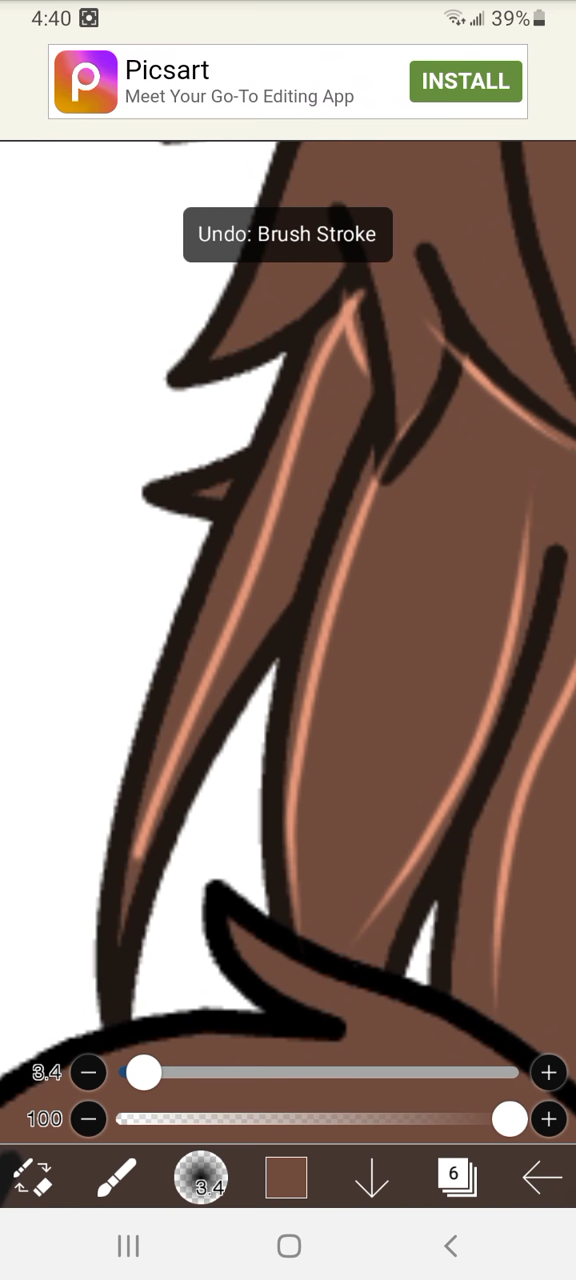 4:40
39%
Picsart
Meet Your Go-To Editing App
INSTALL
Undo: Brush Stroke
3.4
100
3.4
6